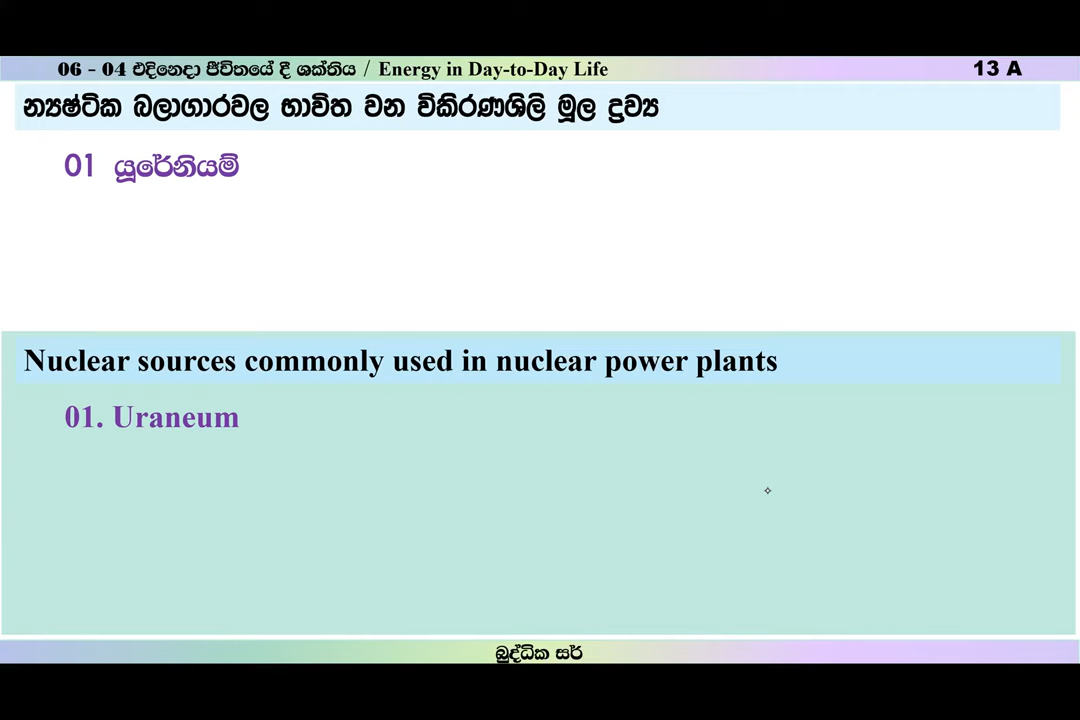 06 - 04 එදිනෙදා ජීවිතයේ දී ශක්තිය / Energy in Day-to-Day Life 13 A
න්‍යෂ්ටික බලාගාරවල භාවිත වන විකිරණශිලි මූල ද්‍රව්‍ය
01 යූරේනියම්
Nuclear sources commonly used in nuclear power plants
01. Uraneum
බුද්ධික සර්